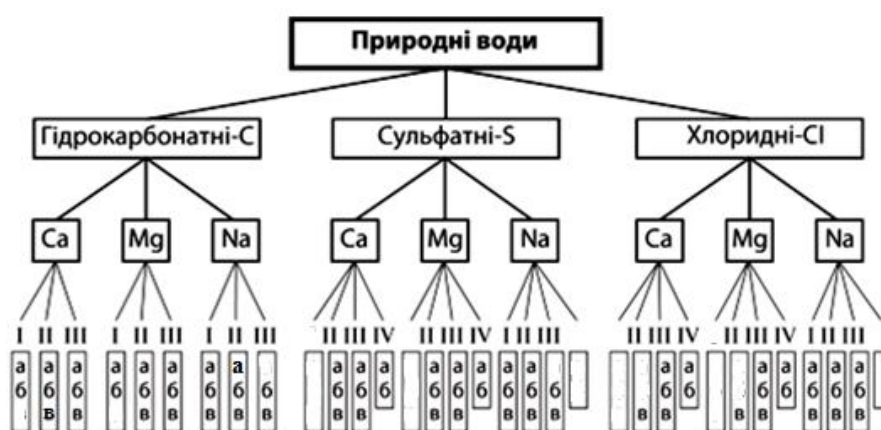 Природні води
Гідрокарбонатні-С Сульфатні-S Хлоридні-Cl
Ca Mg Na Ca Mg Na Ca Mg Na
I II III I II III I II III II III IV II III IV I II III II III IV II III IV I II III
а а а а а а а а а а а а а а а а а а а а а а а
б б б б б б б б б б б б б б б б б б б б б б б б б
в в в в в в в в в в в в в в в в в в в в в